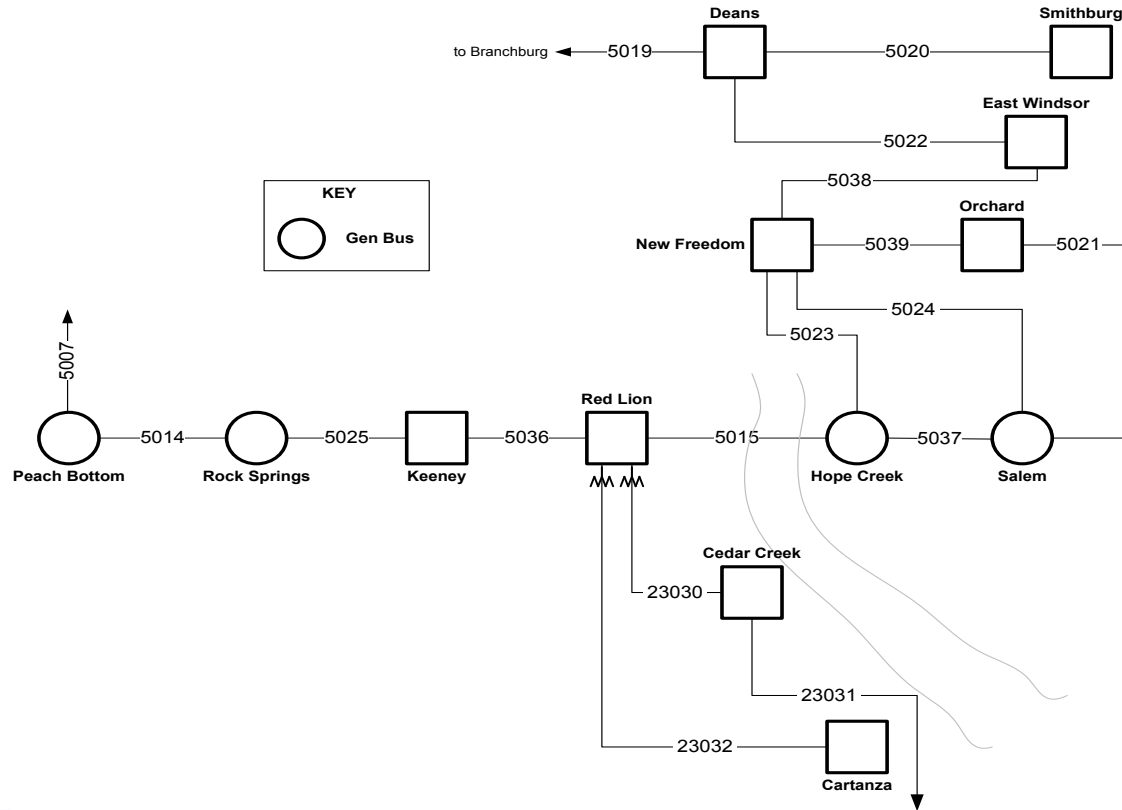 Deans
Smithburg
to Branchburg
5019
5020
East Windsor
5022
5038
KEY
Gen Bus
Orchard
New Freedom
5039
5021
5024
5023
5007
Red Lion
5014
5025
5036
5015
5037
Peach Bottom
Rock Springs
Keeney
Hope Creek
Salem
Cedar Creek
23030
23031
23032
Cartanza